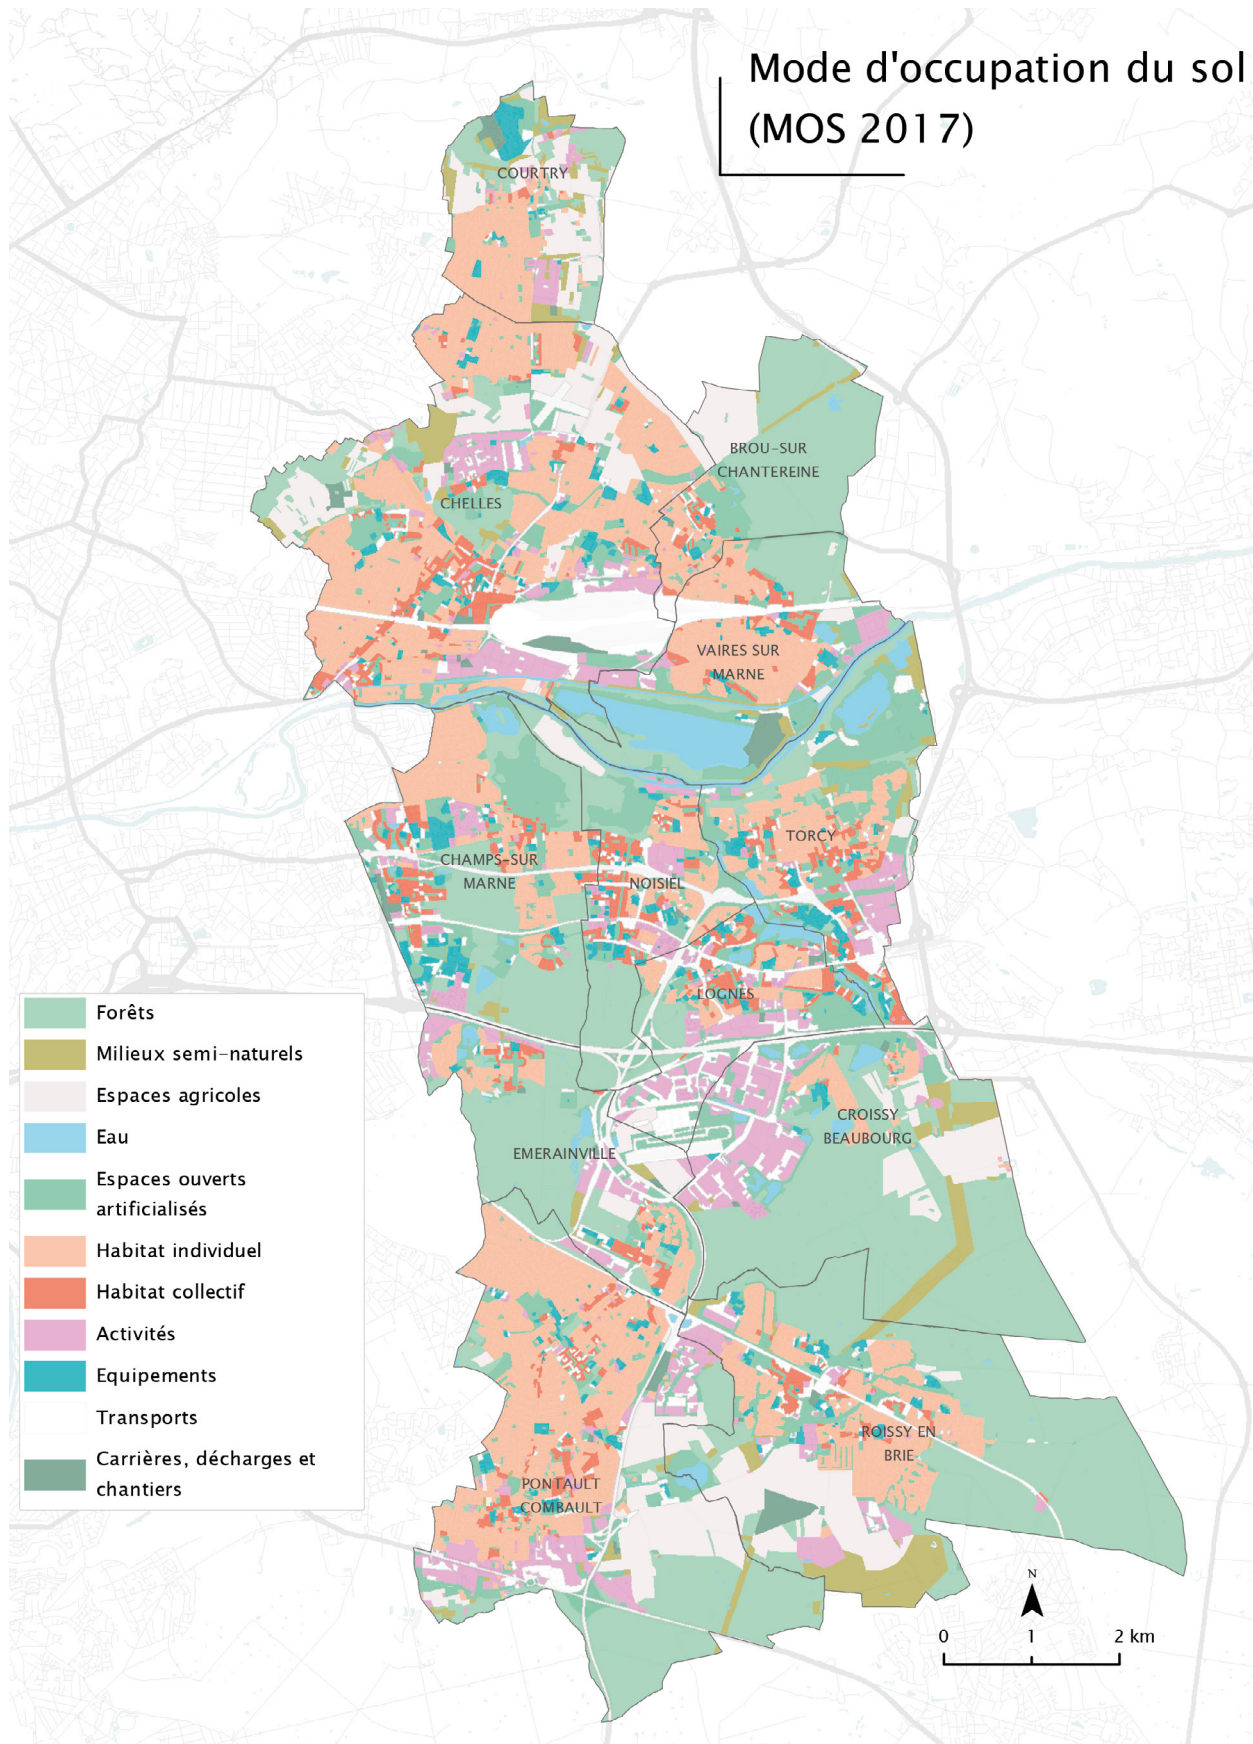 Mode d'occupation du sol
(MOS 2017)
COURTRY
BROU-SUR
CHANTEREINE
CHELLES
VAIRES SUR
MARNE
TORCY
CHAMPS-SUR
MARNE
NOISIEL
LOGNES
CROISSY
BEAUBOURG
EMERAINVILLE
ROISSY EN
BRIE
PONTAULT
COMBAULT
Forêts
Milieux semi-naturels
Espaces agricoles
Eau
Espaces ouverts
artificialisés
Habitat individuel
Habitat collectif
Activités
Equipements
Transports
Carrières, décharges et
chantiers
N
0 1 2 km